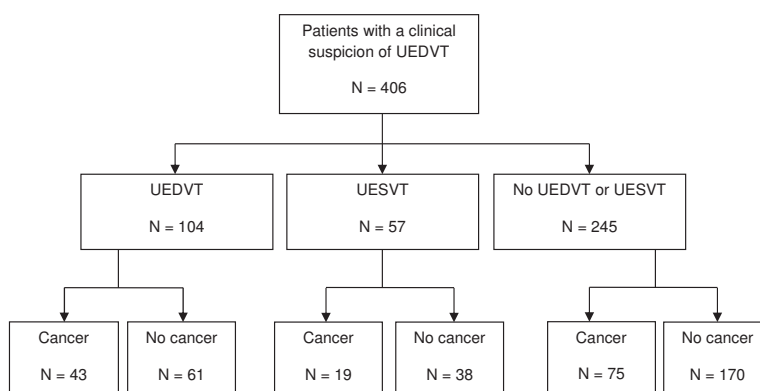 Patients with a clinical
suspicion of UEDVT
N = 406
UEDVT
N = 104
UESVT
N = 57
No UEDVT or UESVT
N = 245
Cancer
N = 43
No cancer
N = 61
Cancer
N = 19
No cancer
N = 38
Cancer
N = 75
No cancer
N = 170